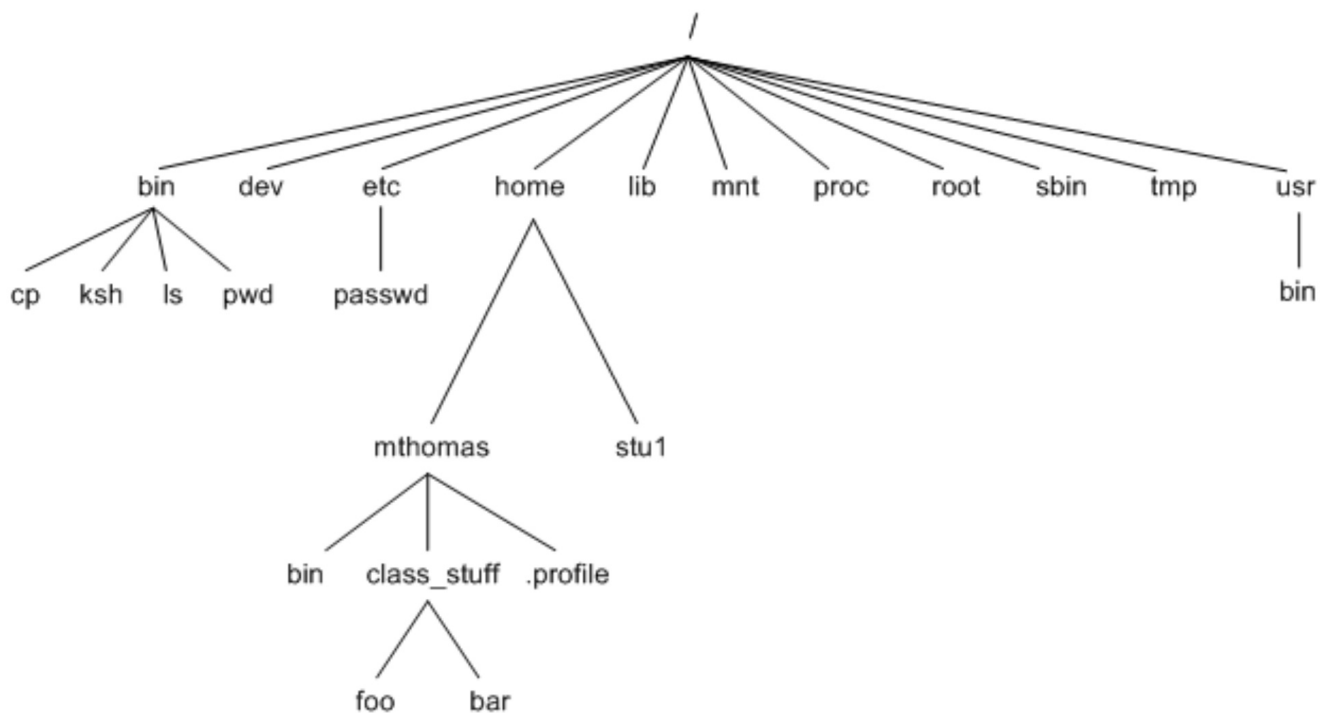 /
bin dev etc home lib mnt proc root sbin tmp usr
cp ksh ls pwd passwd bin
mthomas stu1
bin class_stuff .profile
foo bar